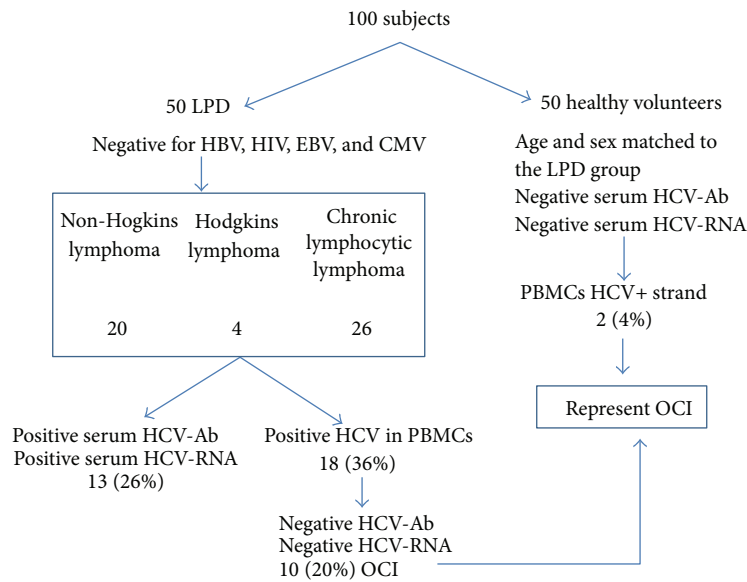 100 subjects
50 LPD
Negative for HBV, HIV, EBV, and CMV
Non-Hogkins
lymphoma
20
Hodgkins
lymphoma
4
Chronic
lymphocytic
lymphoma
26
Positive serum HCV-Ab
Positive serum HCV-RNA
13 (26%)
Positive HCV in PBMCs
18 (36%)
Negative HCV-Ab
Negative HCV-RNA
10 (20%) OCI
50 healthy volunteers
Age and sex matched to
the LPD group
Negative serum HCV-Ab
Negative serum HCV-RNA
PBMCs HCV+ strand
2 (4%)
Represent OCI